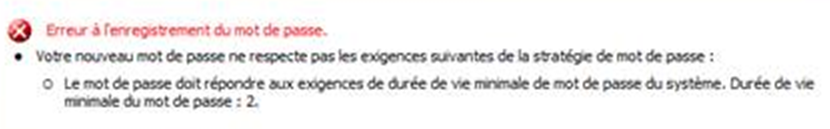 Erreur à l'enregistrement du mot de passe.
Votre nouveau mot de passe ne respecte pas les exigences suivantes de la stratégie de mot de passe :
Le mot de passe doit répondre aux exigences de durée de vie minimale de mot de passe du système. Durée de vie
minimale du mot de passe : 2.